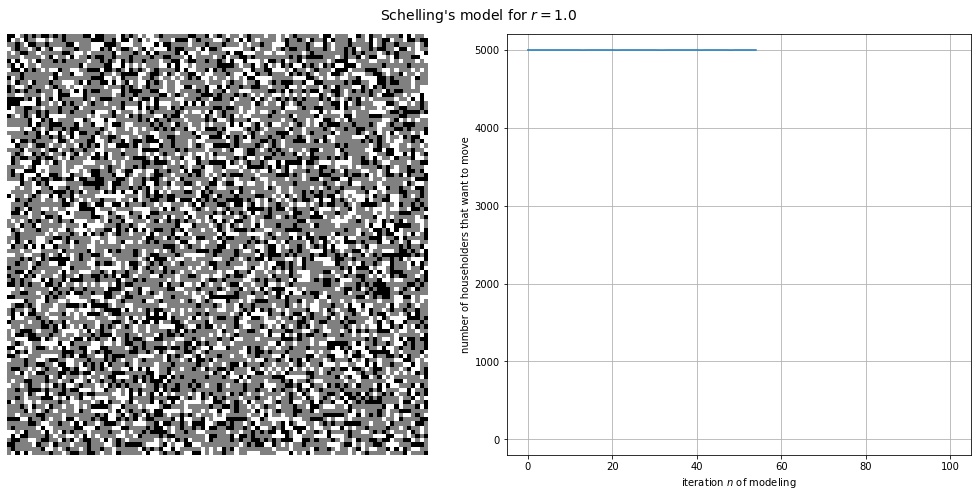 Schelling's model for r = 1.0
number of householders that want to move
5000
4000
3000
2000
1000
0
0 20 40 60 80 100
iteration n of modeling